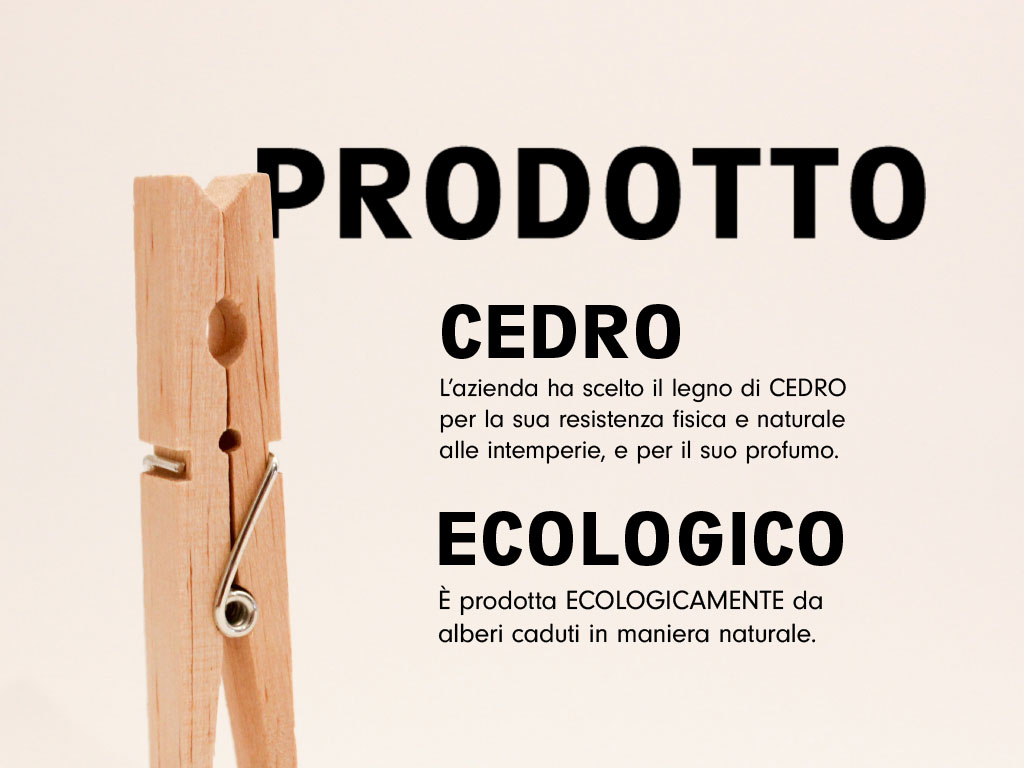 PRODOTTO
CEDRO
L’azienda ha scelto il legno di CEDRO
per la sua resistenza fisica e naturale
alle intemperie, e per il suo profumo.
ECOLOGICO
È prodotta ECOLOGICAMENTE da
alberi caduti in maniera naturale.